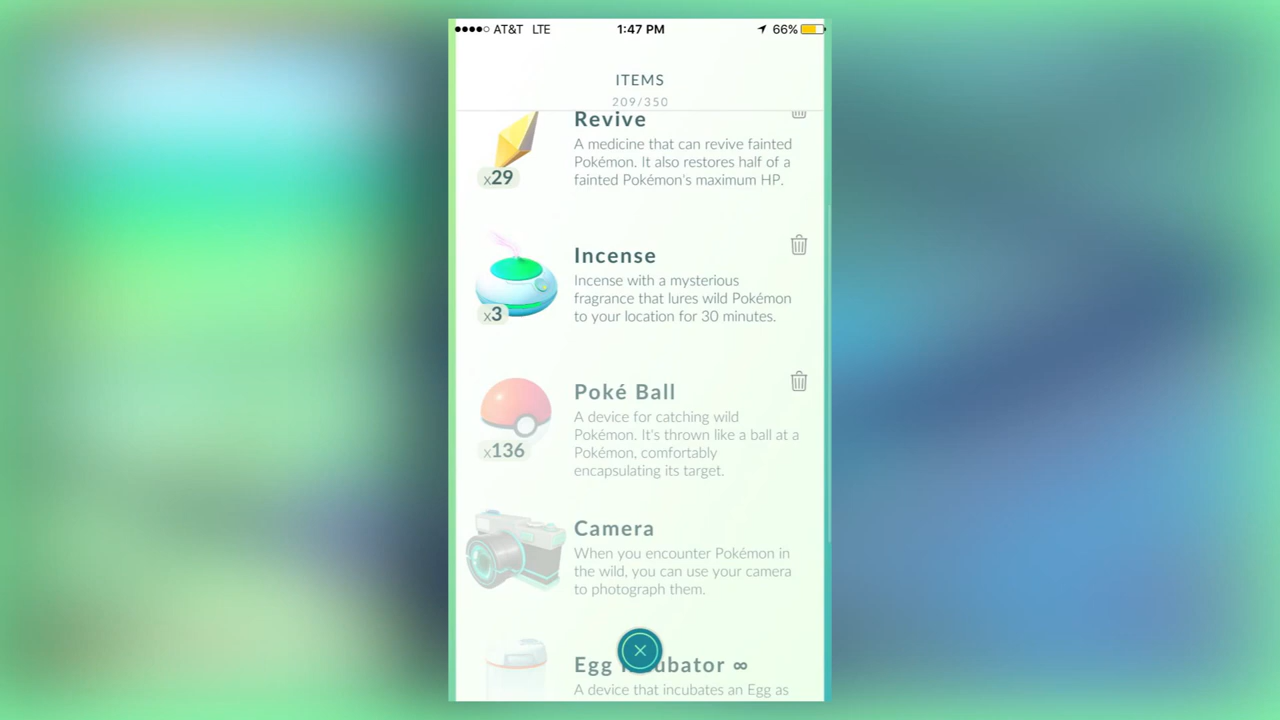 AT&T LTE 1:47 PM 66%
ITEMS
209/350
Revive
A medicine that can revive fainted
Pokémon. It also restores half of a
fainted Pokémon's maximum HP.
x29
Incense
Incense with a mysterious
fragrance that lures wild Pokémon
to your location for 30 minutes.
x3
Poké Ball
A device for catching wild
Pokémon. It's thrown like a ball at a
Pokémon, comfortably
encapsulating its target.
x136
Camera
When you encounter Pokémon in
the wild, you can use your camera
to photograph them.
Egg Incubator ∞
A device that incubates an Egg as